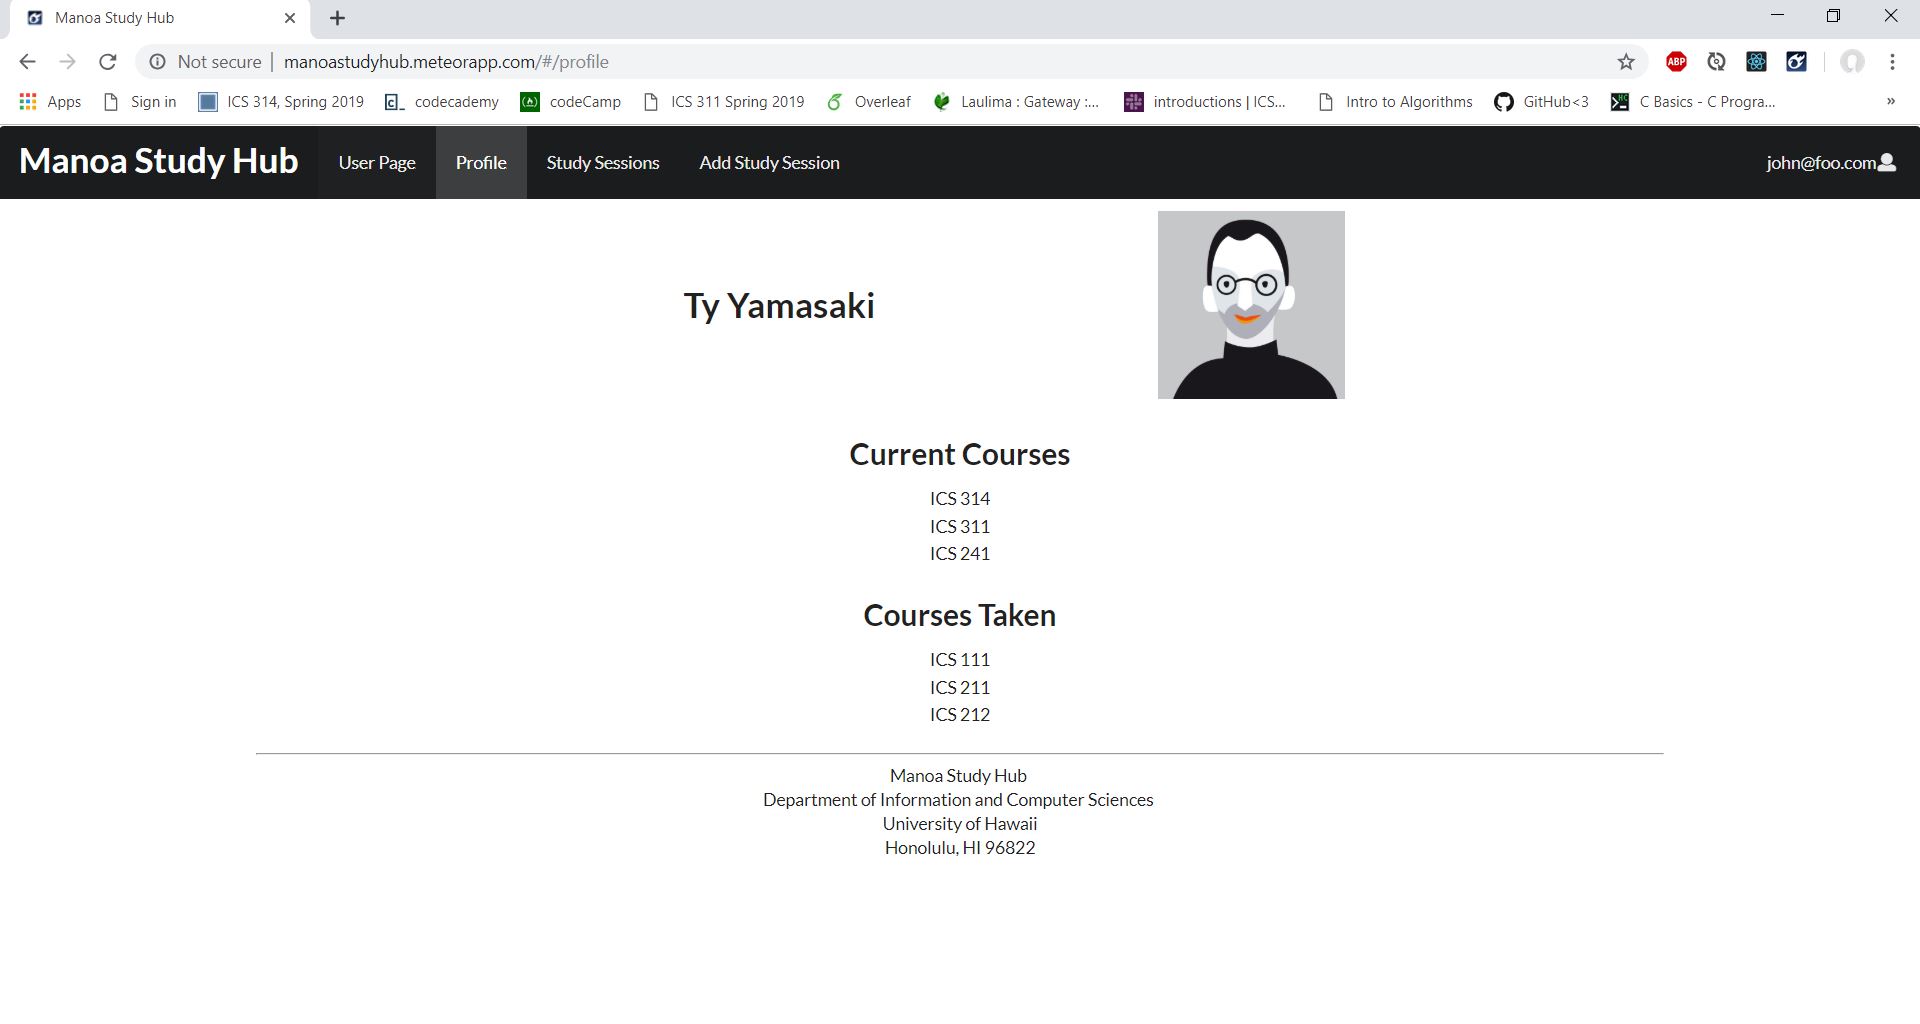 Manoa Study Hub
Not secure | manoastudyhub.meteorapp.com/#/profile
ABP
Apps Sign in ICS 314, Spring 2019 codecademy codeCamp ICS 311 Spring 2019 Overleaf Laulima : Gateway :... introductions | ICS... Intro to Algorithms GitHub<3 C Basics - C Progra... »
Manoa Study Hub User Page Profile Study Sessions Add Study Session john@foo.com
Ty Yamasaki
Current Courses
ICS 314
ICS 311
ICS 241
Courses Taken
ICS 111
ICS 211
ICS 212
Manoa Study Hub
Department of Information and Computer Sciences
University of Hawaii
Honolulu, HI 96822